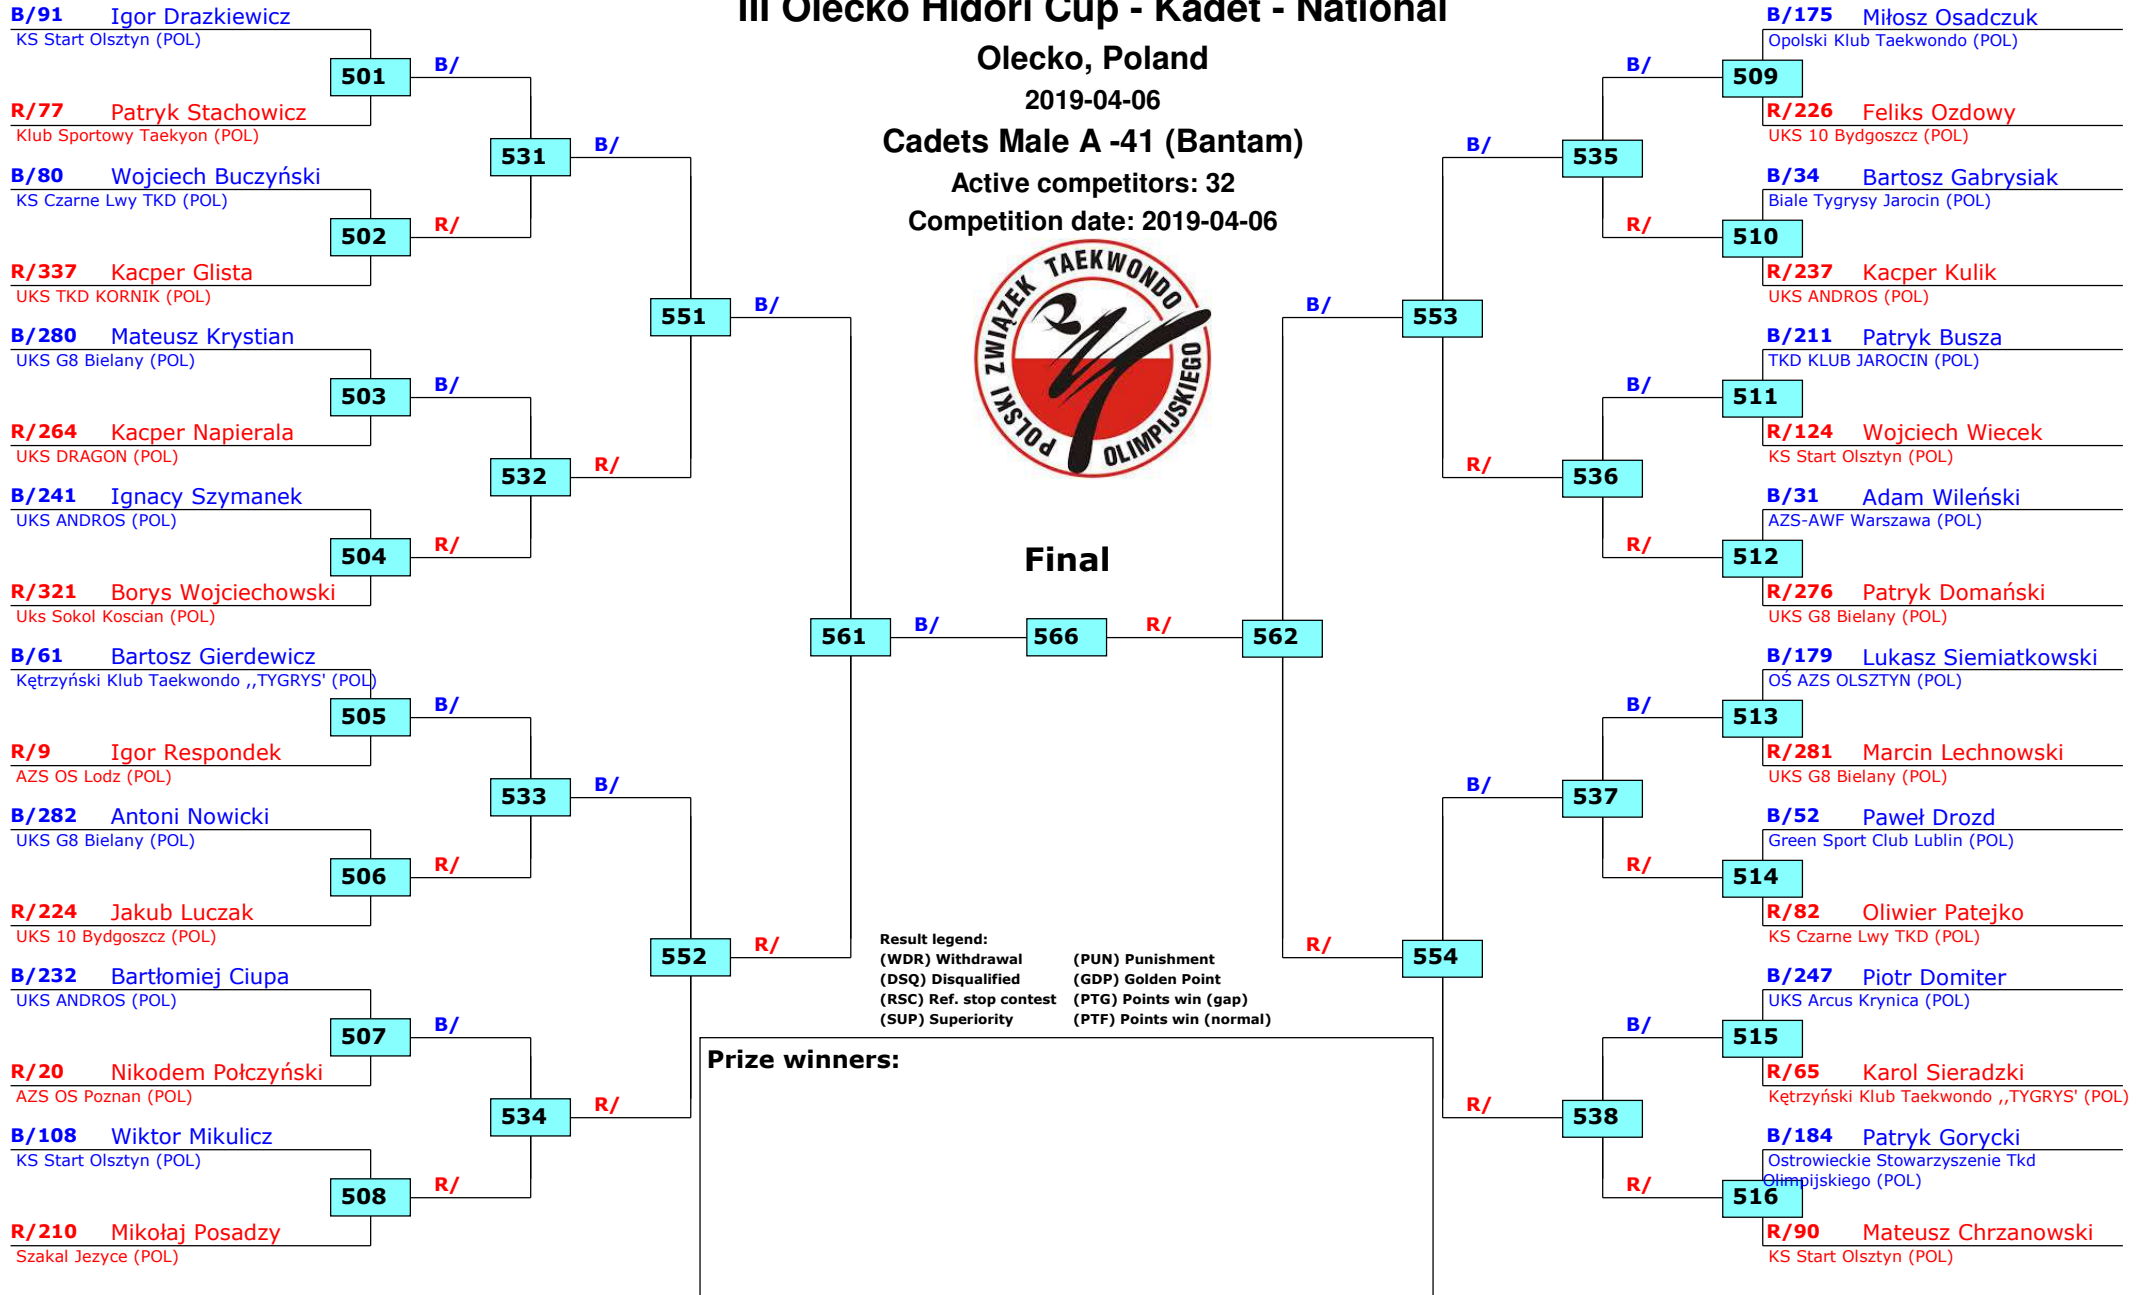 III Olecko Hidori Cup - Kadet - National
Olecko, Poland
2019-04-06
Cadets Male A -41 (Bantam)
Active competitors: 32
Competition date: 2019-04-06
POLSKI ZWIĄZEK TAEKWONDO OLIMPIJSKIEGO
B/91 Igor Drazkiewicz
KS Start Olsztyn (POL)
501
B/
R/77 Patryk Stachowicz
Klub Sportowy Taekyon (POL)
531
B/
B/80 Wojciech Buczyński
KS Czarne Lwy TKD (POL)
502
R/
R/337 Kacper Glista
UKS TKD KORNIK (POL)
551
B/
B/280 Mateusz Krystian
UKS G8 Bielany (POL)
503
B/
R/264 Kacper Napierala
UKS DRAGON (POL)
532
R/
B/241 Ignacy Szymanek
UKS ANDROS (POL)
504
R/
R/321 Borys Wojciechowski
Uks Sokol Koscian (POL)
561
B/
B/61 Bartosz Gierdewicz
Kętrzyński Klub Taekwondo ,,TYGRYS' (POL)
505
B/
R/9 Igor Respondek
AZS OS Lodz (POL)
533
B/
B/282 Antoni Nowicki
UKS G8 Bielany (POL)
506
R/
R/224 Jakub Luczak
UKS 10 Bydgoszcz (POL)
552
R/
B/232 Bartłomiej Ciupa
UKS ANDROS (POL)
507
B/
R/20 Nikodem Połczyński
AZS OS Poznan (POL)
534
R/
B/108 Wiktor Mikulicz
KS Start Olsztyn (POL)
508
R/
R/210 Mikołaj Posadzy
Szakal Jezyce (POL)
Final
566
R/
562
B/175 Miłosz Osadczuk
Opolski Klub Taekwondo (POL)
B/
509
R/226 Feliks Ozdowy
UKS 10 Bydgoszcz (POL)
B/
535
B/34 Bartosz Gabrysiak
Biale Tygrysy Jarocin (POL)
R/
510
R/237 Kacper Kulik
UKS ANDROS (POL)
B/
553
B/211 Patryk Busza
TKD KLUB JAROCIN (POL)
B/
511
R/124 Wojciech Wiecek
KS Start Olsztyn (POL)
R/
536
B/31 Adam Wileński
AZS-AWF Warszawa (POL)
R/
512
R/276 Patryk Domański
UKS G8 Bielany (POL)
B/179 Lukasz Siemiatkowski
OŚ AZS OLSZTYN (POL)
B/
513
R/281 Marcin Lechnowski
UKS G8 Bielany (POL)
B/
537
B/52 Paweł Drozd
Green Sport Club Lublin (POL)
R/
514
R/82 Oliwier Patejko
KS Czarne Lwy TKD (POL)
R/
554
B/247 Piotr Domiter
UKS Arcus Krynica (POL)
B/
515
R/65 Karol Sieradzki
Kętrzyński Klub Taekwondo ,,TYGRYS' (POL)
R/
538
B/184 Patryk Gorycki
Ostrowieckie Stowarzyszenie Tkd
Olimpijskiego (POL)
R/
516
R/90 Mateusz Chrzanowski
KS Start Olsztyn (POL)
Result legend:
(WDR) Withdrawal (PUN) Punishment
(DSQ) Disqualified (GDP) Golden Point
(RSC) Ref. stop contest (PTG) Points win (gap)
(SUP) Superiority (PTF) Points win (normal)
Prize winners: